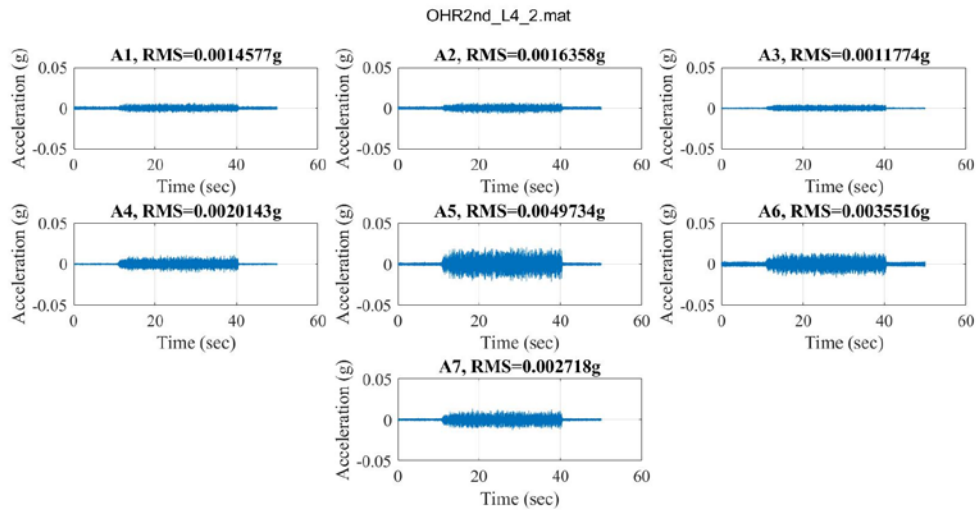 OHR2nd_L4_2.mat
A1, RMS=0.0014577g
A2, RMS=0.0016358g
A3, RMS=0.0011774g
Acceleration (g)
0.05
0
-0.05
0 20 40 60
Time (sec)
Acceleration (g)
0.05
0
-0.05
0 20 40 60
Time (sec)
Acceleration (g)
0.05
0
-0.05
0 20 40 60
Time (sec)
A4, RMS=0.0020143g
A5, RMS=0.0049734g
A6, RMS=0.0035516g
Acceleration (g)
0.05
0
-0.05
0 20 40 60
Time (sec)
Acceleration (g)
0.05
0
-0.05
0 20 40 60
Time (sec)
Acceleration (g)
0.05
0
-0.05
0 20 40 60
Time (sec)
A7, RMS=0.002718g
Acceleration (g)
0.05
0
-0.05
0 20 40 60
Time (sec)